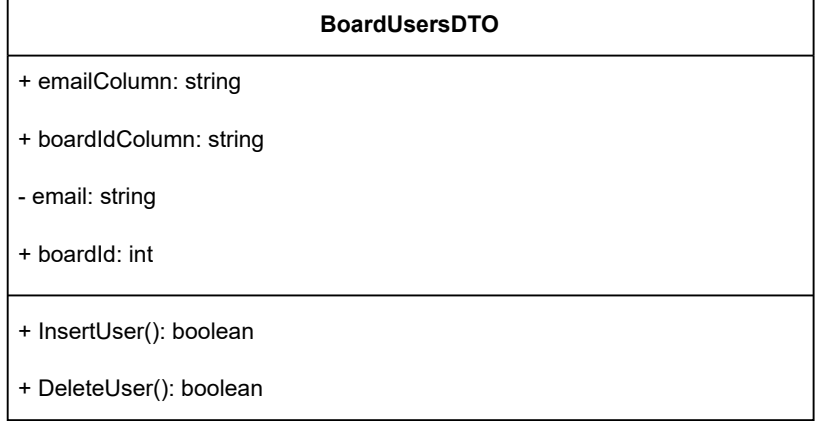 BoardUsersDTO
+ emailColumn: string
+ boardIdColumn: string
- email: string
+ boardId: int
+ InsertUser(): boolean
+ DeleteUser(): boolean